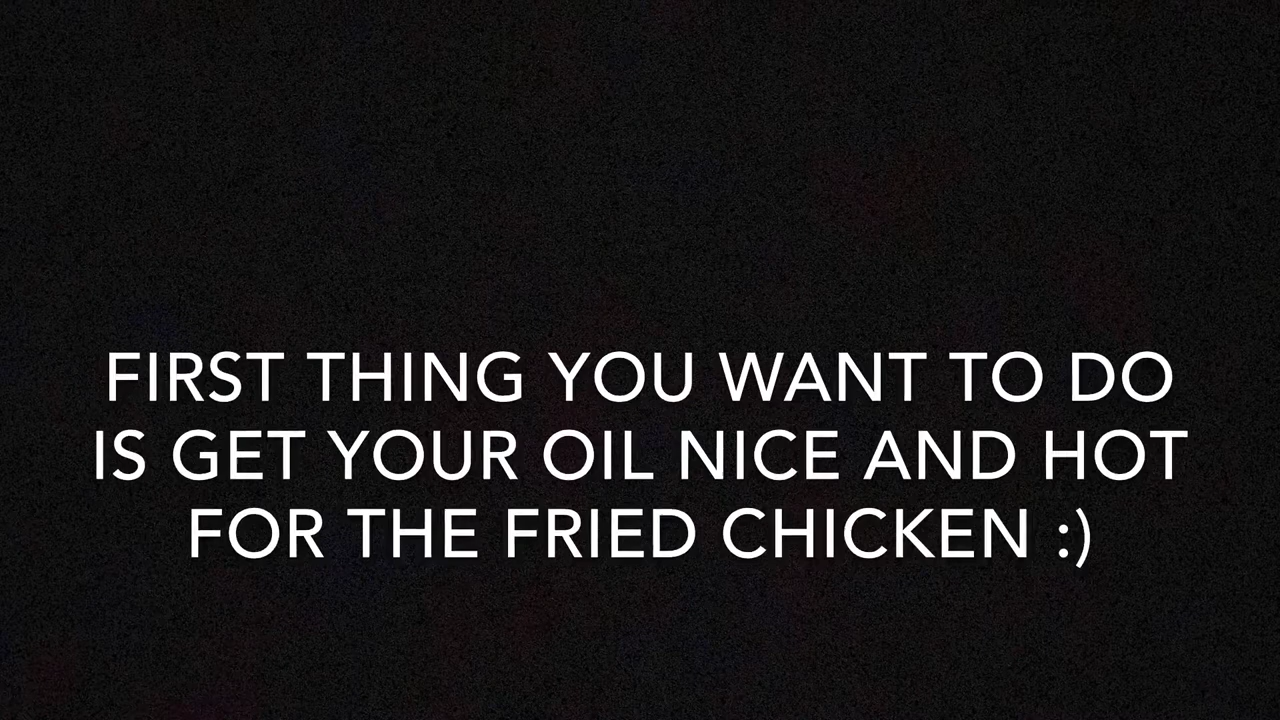 FIRST THING YOU WANT TO DO
IS GET YOUR OIL NICE AND HOT
FOR THE FRIED CHICKEN :)